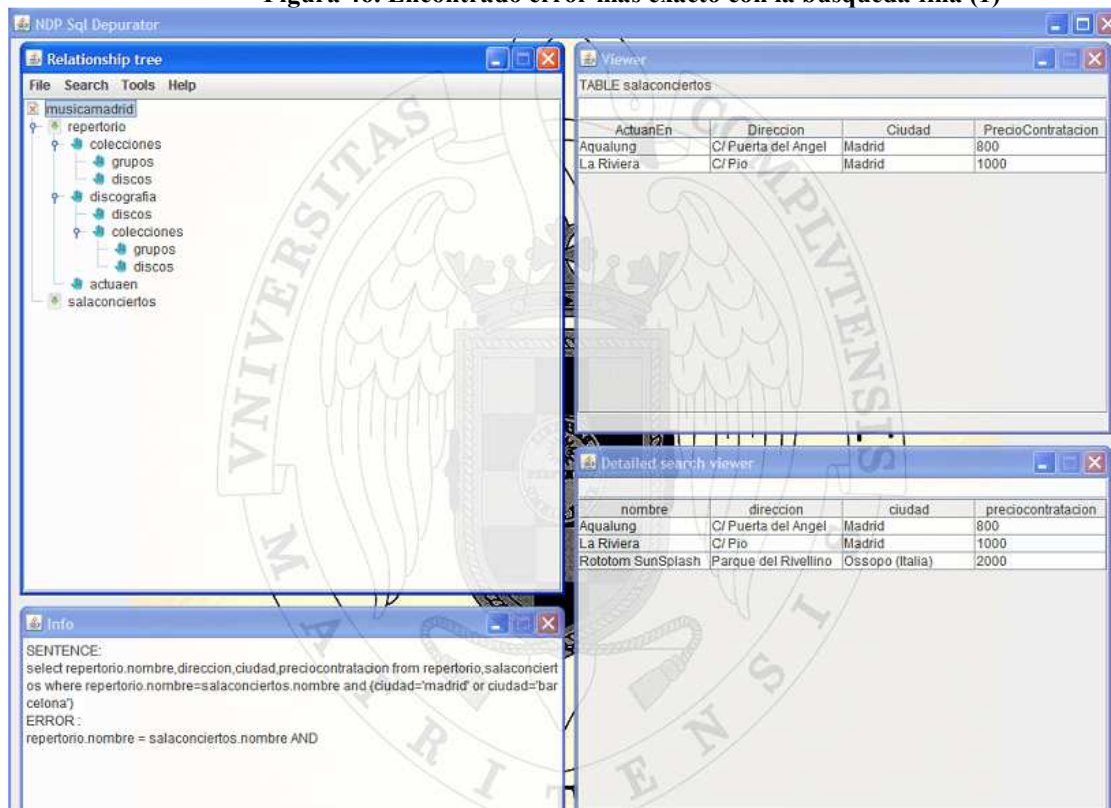 Figura 46. Encontrado error más exacto con la búsqueda fina (1)
NDP Sql Depurator
Relationship tree
File Search Tools Help
musicamadrid
repertorio
colecciones
grupos
discos
discografia
discos
colecciones
grupos
discos
actuaen
salaconciertos
Viewer
TABLE salaconciertos
ActuanEn Direccion Ciudad PrecioContratacion
Aqualung C/ Puerta del Angel Madrid 800
La Riviera C/ Pio Madrid 1000
Detailed search viewer
nombre direccion ciudad preciocontratacion
Aqualung C/ Puerta del Angel Madrid 800
La Riviera C/ Pio Madrid 1000
Rototom SunSplash Parque del Rivellino Ossopo (Italia) 2000
Info
SENTENCE:
select repertorio.nombre,direccion,ciudad,preciocontratacion from repertorio,salaconciert
os where repertorio.nombre=salaconciertos.nombre and (ciudad='madrid' or ciudad='bar
celona')
ERROR :
repertorio.nombre = salaconciertos.nombre AND
VNIVERSITAS
COMPLVTENSIS
MATRITENSIS